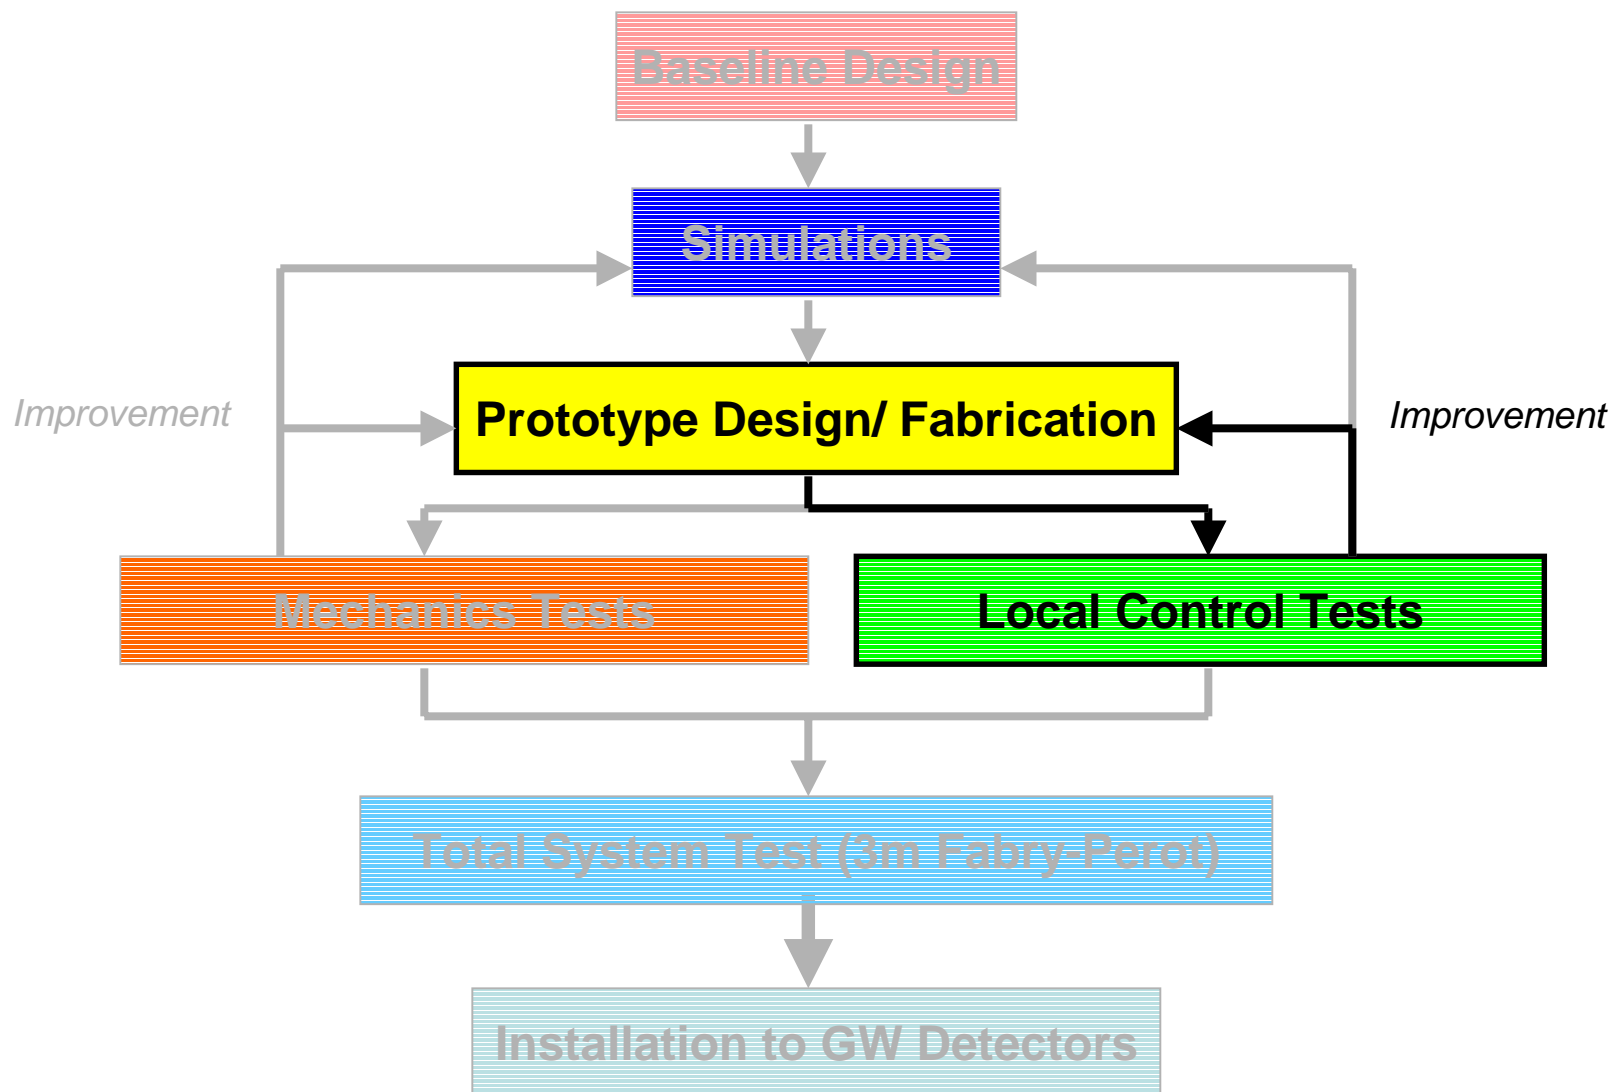 Baseline Design
Simulations
Improvement
Prototype Design/ Fabrication
Improvement
Mechanics Tests
Local Control Tests
Total System Test (3m Fabry-Perot)
Installation to GW Detectors